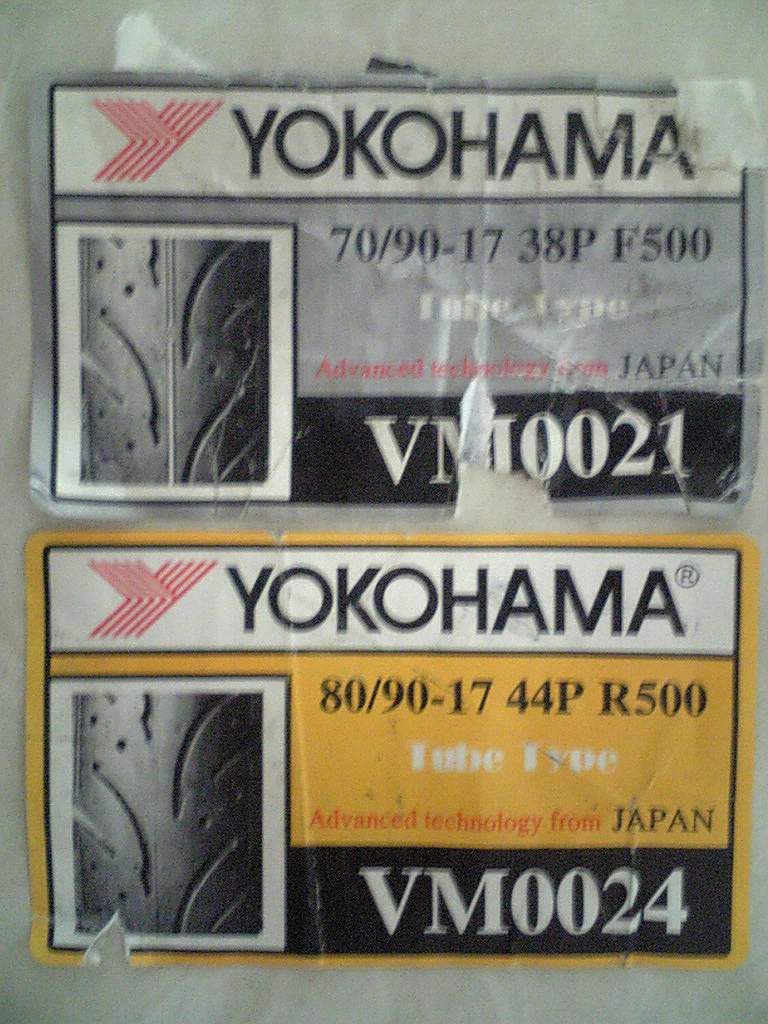 YOKOHAMA
70/90-17 38P F500
Tube Type
Advanced technology from JAPAN
VM0021
YOKOHAMA®
80/90-17 44P R500
Tube Type
Advanced technology from JAPAN
VM0024